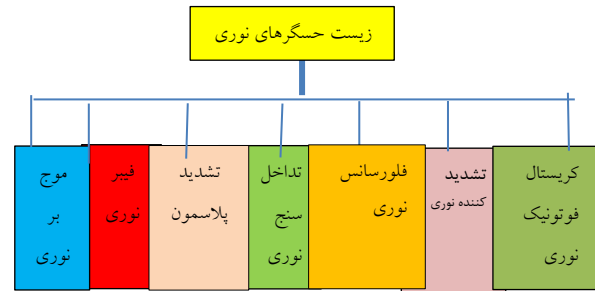 زیست حسگرهای نوری
کریستال
فوتونیک
نوری
تشدید
کننده نوری
فلورسانس
نوری
تداخل
سنج
نوری
تشدید
پلاسمون
فیبر
نوری
موج
بر
نوری